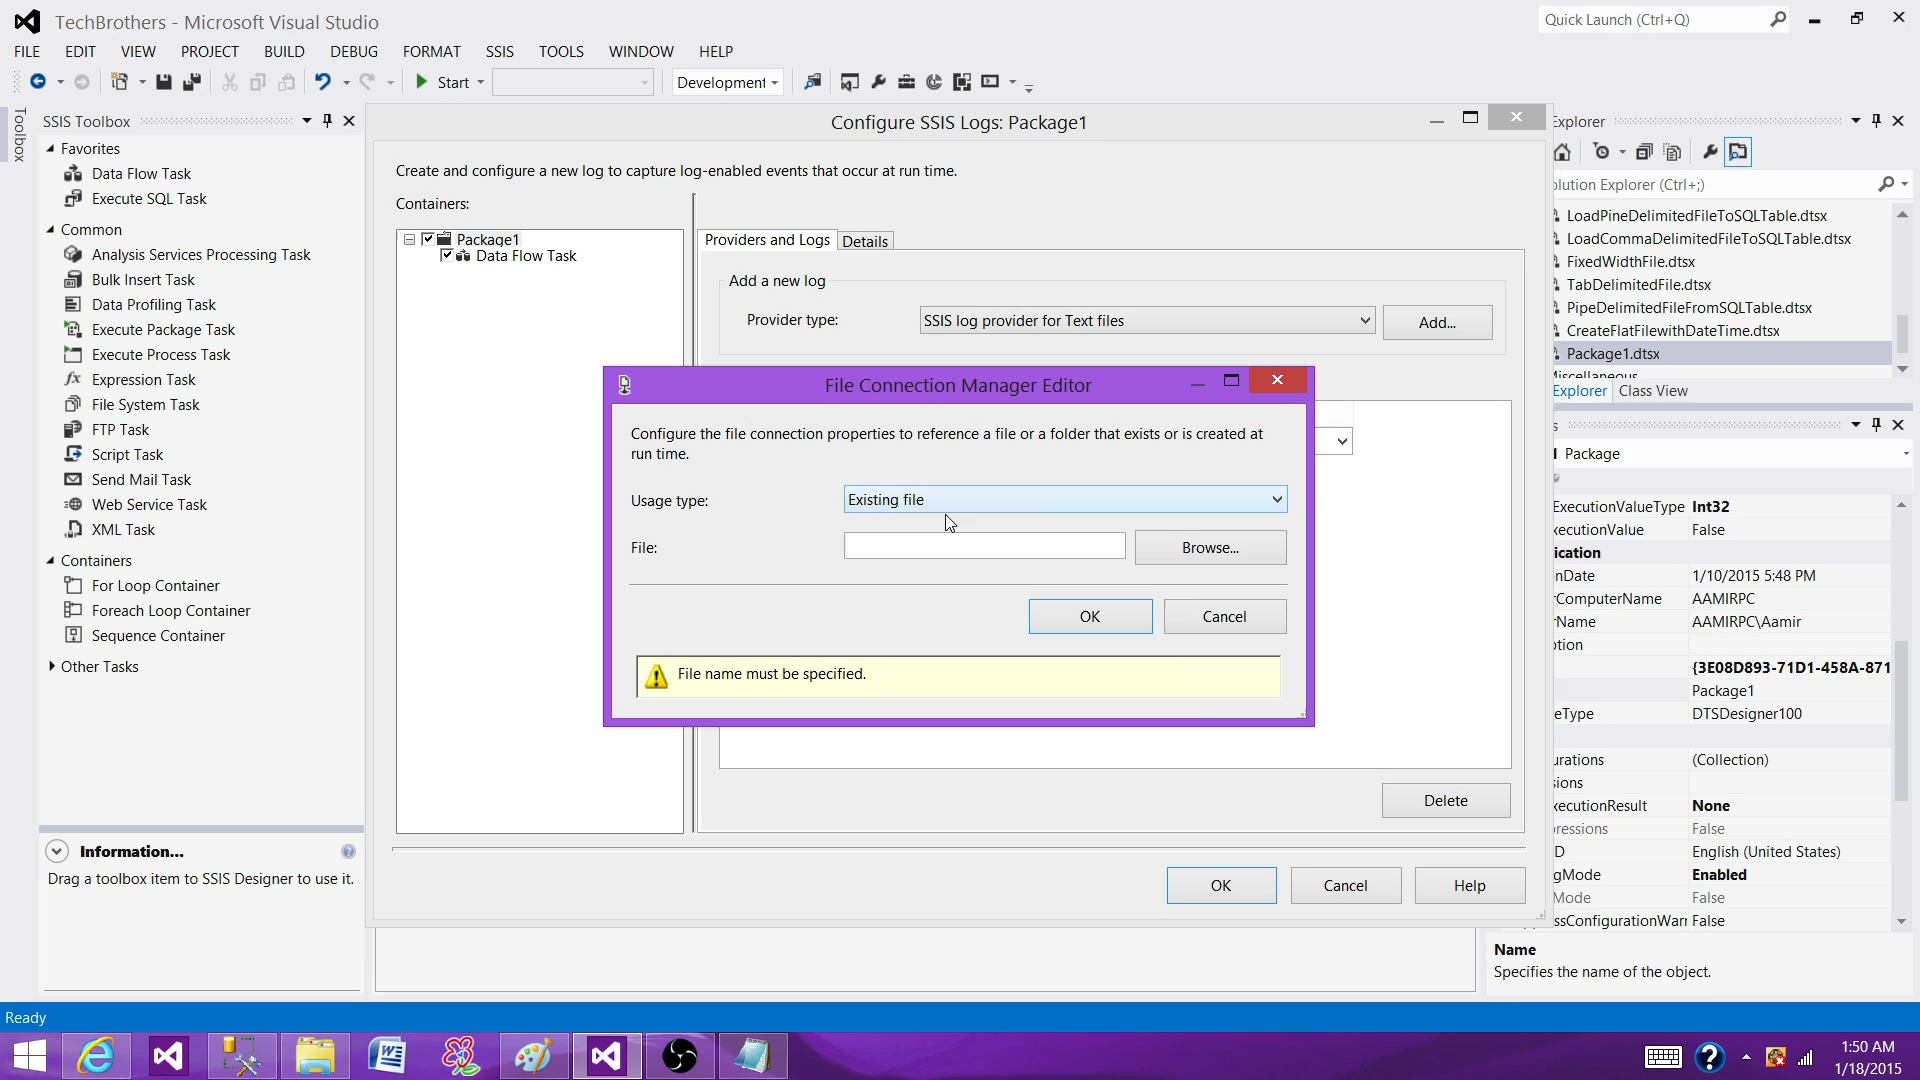 TechBrothers - Microsoft Visual Studio
Quick Launch (Ctrl+Q)
FILE EDIT VIEW PROJECT BUILD DEBUG FORMAT SSIS TOOLS WINDOW HELP
Start
Development
Toolbox
SSIS Toolbox
Favorites
Data Flow Task
Execute SQL Task
Common
Analysis Services Processing Task
Bulk Insert Task
Data Profiling Task
Execute Package Task
Execute Process Task
Expression Task
File System Task
FTP Task
Script Task
Send Mail Task
Web Service Task
XML Task
Containers
For Loop Container
Foreach Loop Container
Sequence Container
Other Tasks
Information...
Drag a toolbox item to SSIS Designer to use it.
Configure SSIS Logs: Package1
Create and configure a new log to capture log-enabled events that occur at run time.
Containers:
Package1
Data Flow Task
Providers and Logs
Details
Add a new log
Provider type:
SSIS log provider for Text files
Add...
File Connection Manager Editor
Configure the file connection properties to reference a file or a folder that exists or is created at
run time.
Usage type:
Existing file
File:
Browse...
OK
Cancel
File name must be specified.
Delete
OK
Cancel
Help
Explorer
olution Explorer (Ctrl+;)
LoadPineDelimitedFileToSQLTable.dtsx
LoadCommaDelimitedFileToSQLTable.dtsx
FixedWidthFile.dtsx
TabDelimitedFile.dtsx
PipeDelimitedFileFromSQLTable.dtsx
CreateFlatFilewithDateTime.dtsx
Package1.dtsx
Miscellaneous
Explorer
Class View
s
Package
ExecutionValueType Int32
xecutionValue False
ication
nDate 1/10/2015 5:48 PM
rComputerName AAMIRPC
rName AAMIRPC\Aamir
ption
{3E08D893-71D1-458A-871
Package1
eType DTSDesigner100
urations (Collection)
sions
xecutionResult None
pressions False
D English (United States)
gMode Enabled
Mode False
ssConfigurationWarr False
Name
Specifies the name of the object.
Ready
1:50 AM
1/18/2015